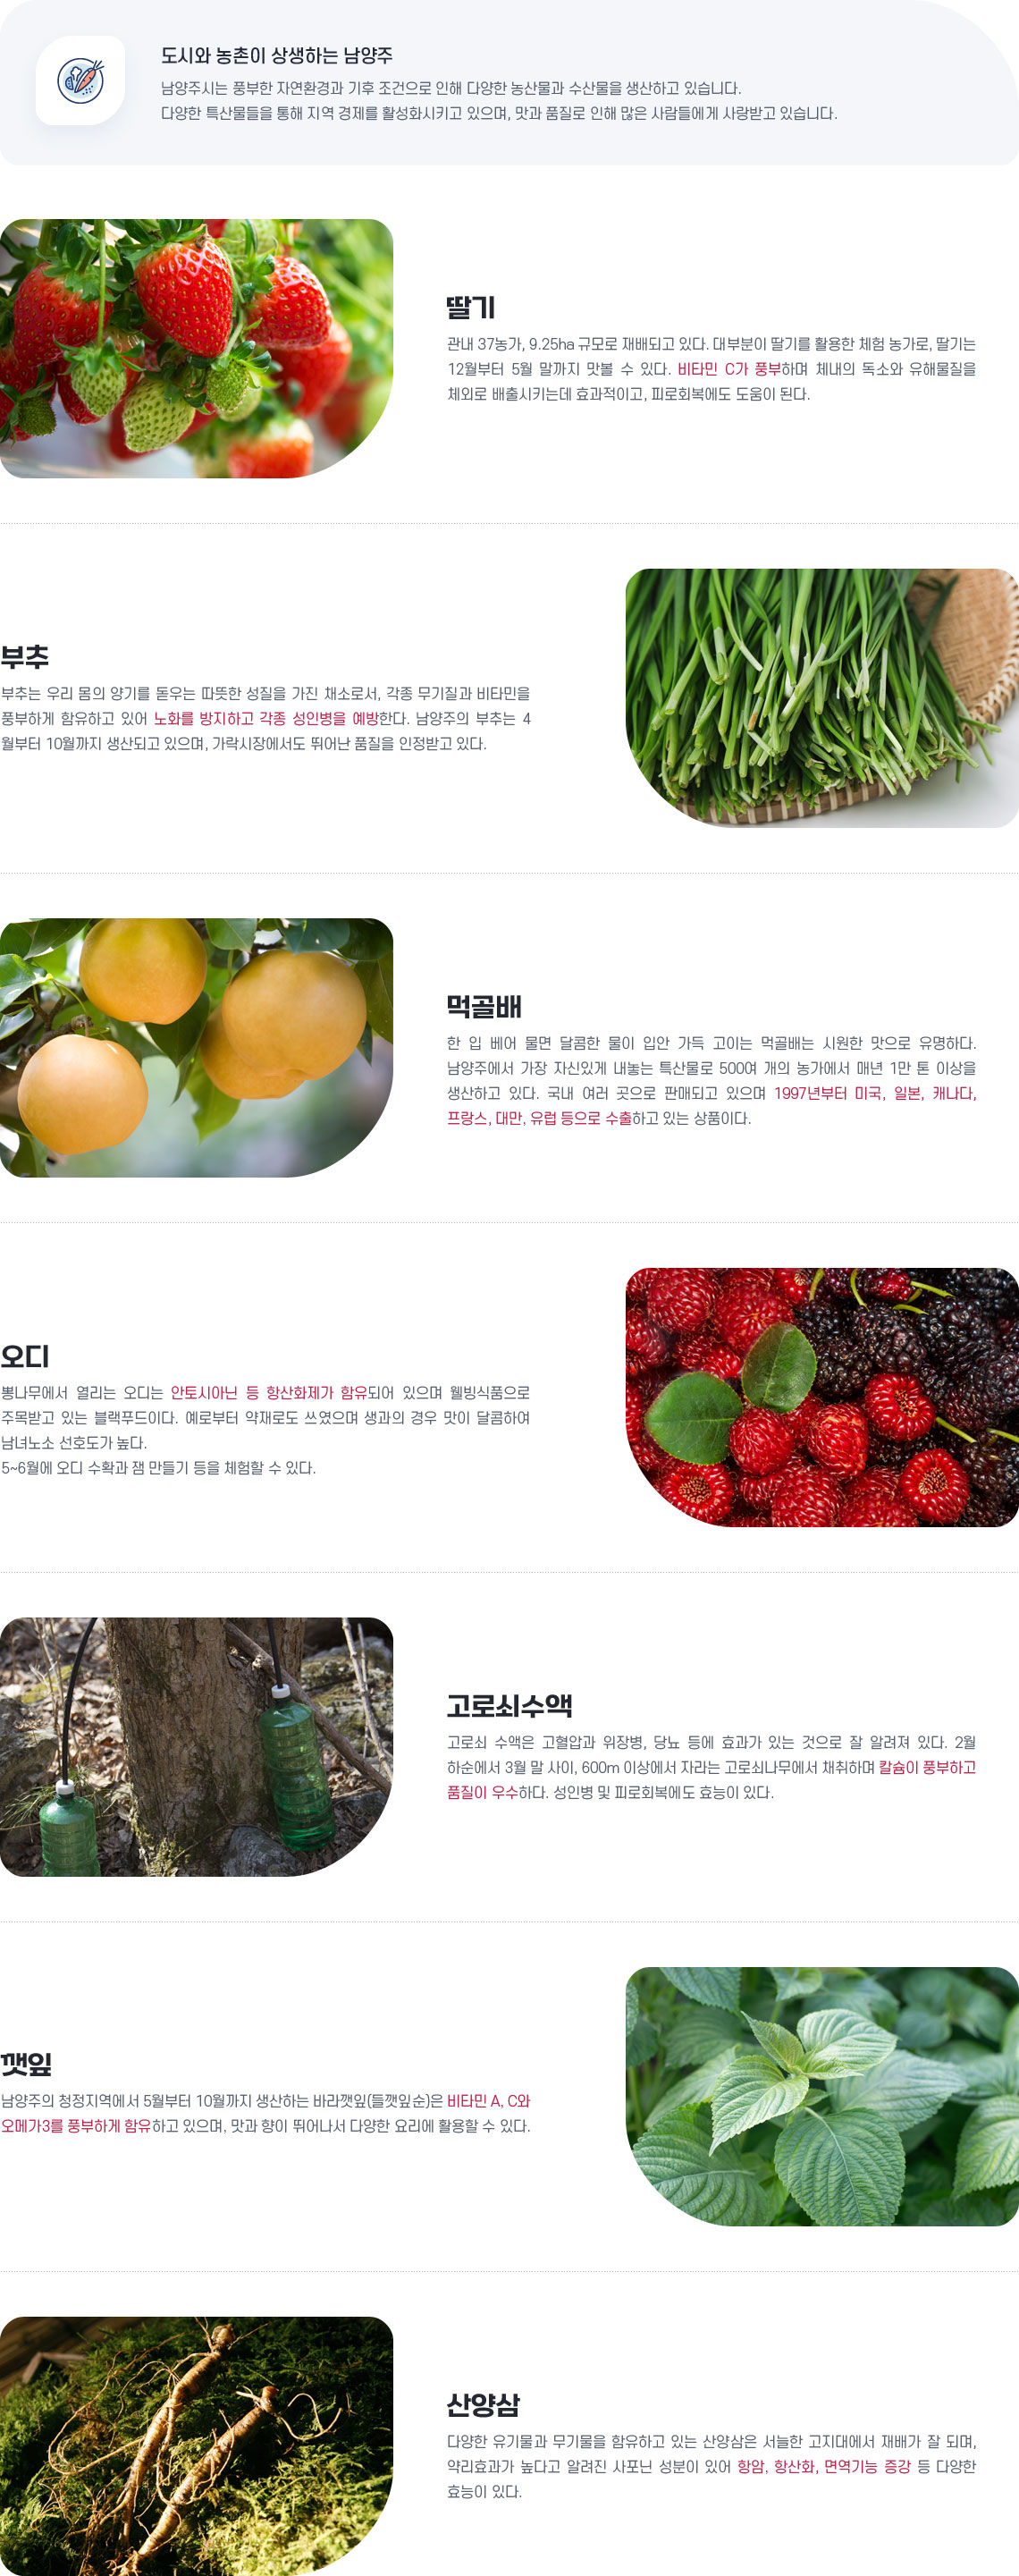 도시와 농촌이 상생하는 남양주
남양주시는 풍부한 자연환경과 기후 조건으로 인해 다양한 농산물과 수산물을 생산하고 있습니다.
다양한 특산물들을 통해 지역 경제를 활성화시키고 있으며, 맛과 품질로 인해 많은 사람들에게 사랑받고 있습니다.
딸기
관내 37농가, 9.25ha 규모로 재배되고 있다. 대부분이 딸기를 활용한 체험 농가로, 딸기는
12월부터 5월 말까지 맛볼 수 있다. 비타민 C가 풍부하며 체내의 독소와 유해물질을
체외로 배출시키는데 효과적이고, 피로회복에도 도움이 된다.
부추
부추는 우리 몸의 양기를 돋우는 따뜻한 성질을 가진 채소로서, 각종 무기질과 비타민을
풍부하게 함유하고 있어 노화를 방지하고 각종 성인병을 예방한다. 남양주의 부추는 4
월부터 10월까지 생산되고 있으며, 가락시장에서도 뛰어난 품질을 인정받고 있다.
먹골배
한 입 베어 물면 달콤한 물이 입안 가득 고이는 먹골배는 시원한 맛으로 유명하다.
남양주에서 가장 자신있게 내놓는 특산물로 500여 개의 농가에서 매년 1만 톤 이상을
생산하고 있다. 국내 여러 곳으로 판매되고 있으며 1997년부터 미국, 일본, 캐나다,
프랑스, 대만, 유럽 등으로 수출하고 있는 상품이다.
오디
뽕나무에서 열리는 오디는 안토시아닌 등 항산화제가 함유되어 있으며 웰빙식품으로
주목받고 있는 블랙푸드이다. 예로부터 약재로도 쓰였으며 생과의 경우 맛이 달콤하여
남녀노소 선호도가 높다.
5~6월에 오디 수확과 잼 만들기 등을 체험할 수 있다.
고로쇠수액
고로쇠 수액은 고혈압과 위장병, 당뇨 등에 효과가 있는 것으로 잘 알려져 있다. 2월
하순에서 3월 말 사이, 600m 이상에서 자라는 고로쇠나무에서 채취하며 칼슘이 풍부하고
품질이 우수하다. 성인병 및 피로회복에도 효능이 있다.
깻잎
남양주의 청정지역에서 5월부터 10월까지 생산하는 바라깻잎(들깻잎순)은 비타민 A, C와
오메가3를 풍부하게 함유하고 있으며, 맛과 향이 뛰어나서 다양한 요리에 활용할 수 있다.
산양삼
다양한 유기물과 무기물을 함유하고 있는 산양삼은 서늘한 고지대에서 재배가 잘 되며,
약리효과가 높다고 알려진 사포닌 성분이 있어 항암, 항산화, 면역기능 증강 등 다양한
효능이 있다.